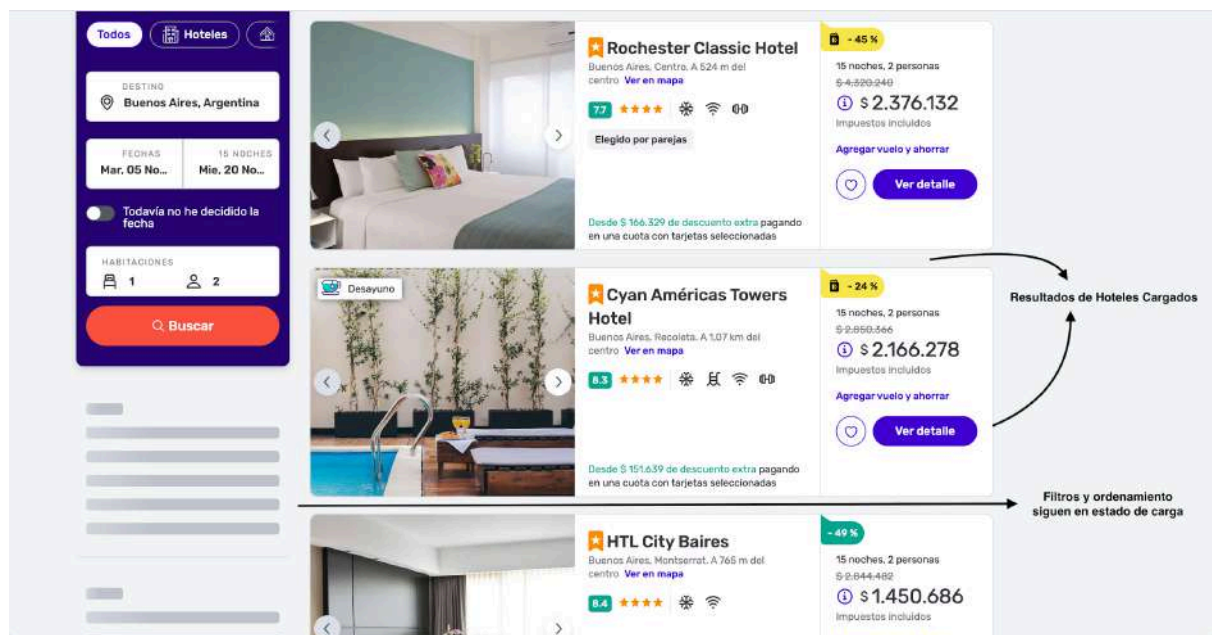 Todos
Hoteles
DESTINO
Buenos Aires, Argentina
FECHAS
15 NOCHES
Mar, 05 No...
Mie, 20 No...
Todavía no he decidido la
fecha
HABITACIONES
1
2
Buscar
Rochester Classic Hotel
Buenos Aires, Centro. A 524 m del
centro Ver en mapa
7.7
Elegido por parejas
Desde $ 166.329 de descuento extra pagando
en una cuota con tarjetas seleccionadas
- 45 %
15 noches, 2 personas
$ 4.320.240
$ 2.376.132
Impuestos incluidos
Agregar vuelo y ahorrar
Ver detalle
Desayuno
Cyan Américas Towers
Hotel
Buenos Aires, Recoleta. A 1,07 km del
centro Ver en mapa
8.3
Desde $ 151.639 de descuento extra pagando
en una cuota con tarjetas seleccionadas
- 24 %
15 noches, 2 personas
$ 2.850.366
$ 2.166.278
Impuestos incluidos
Agregar vuelo y ahorrar
Ver detalle
Resultados de Hoteles Cargados
Filtros y ordenamiento
siguen en estado de carga
HTL City Baires
Buenos Aires, Montserrat. A 765 m del
centro Ver en mapa
8.4
- 49 %
15 noches, 2 personas
$ 2.844.482
$ 1.450.686
Impuestos incluidos